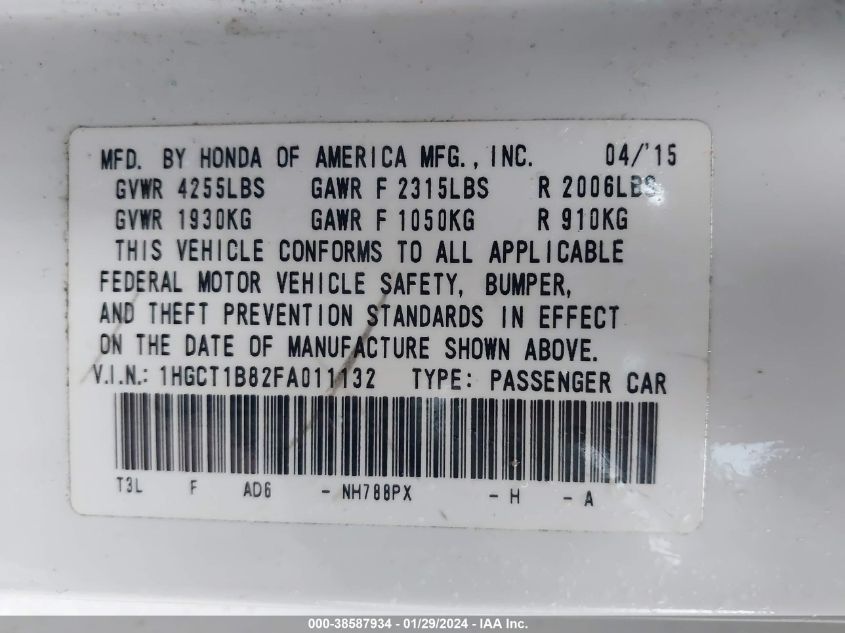 MFD. BY HONDA OF AMERICA MFG., INC. 04/'15
GVWR 4255LBS GAWR F 2315LBS R 2006LBS
GVWR 1930KG GAWR F 1050KG R 910KG
THIS VEHICLE CONFORMS TO ALL APPLICABLE
FEDERAL MOTOR VEHICLE SAFETY, BUMPER,
AND THEFT PREVENTION STANDARDS IN EFFECT
ON THE DATE OF MANUFACTURE SHOWN ABOVE.
V.I.N.: 1HGCT1B82FA011132 TYPE: PASSENGER CAR
T3L F AD6 - NH788PX - H - A
000-38587934 - 01/29/2024 - IAA Inc.